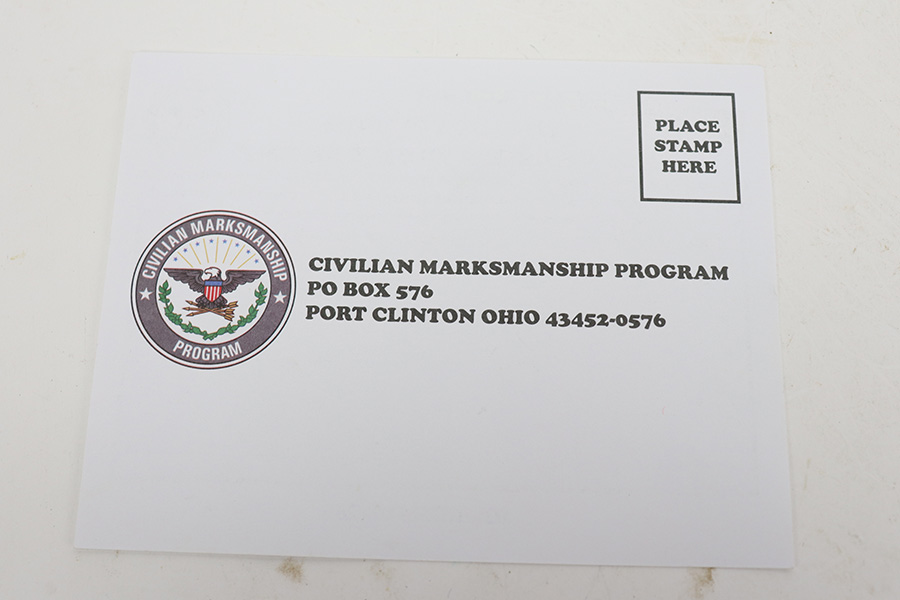 PLACE
STAMP
HERE
CIVILIAN MARKSMANSHIP
PROGRAM
CIVILIAN MARKSMANSHIP PROGRAM
PO BOX 576
PORT CLINTON OHIO 43452-0576